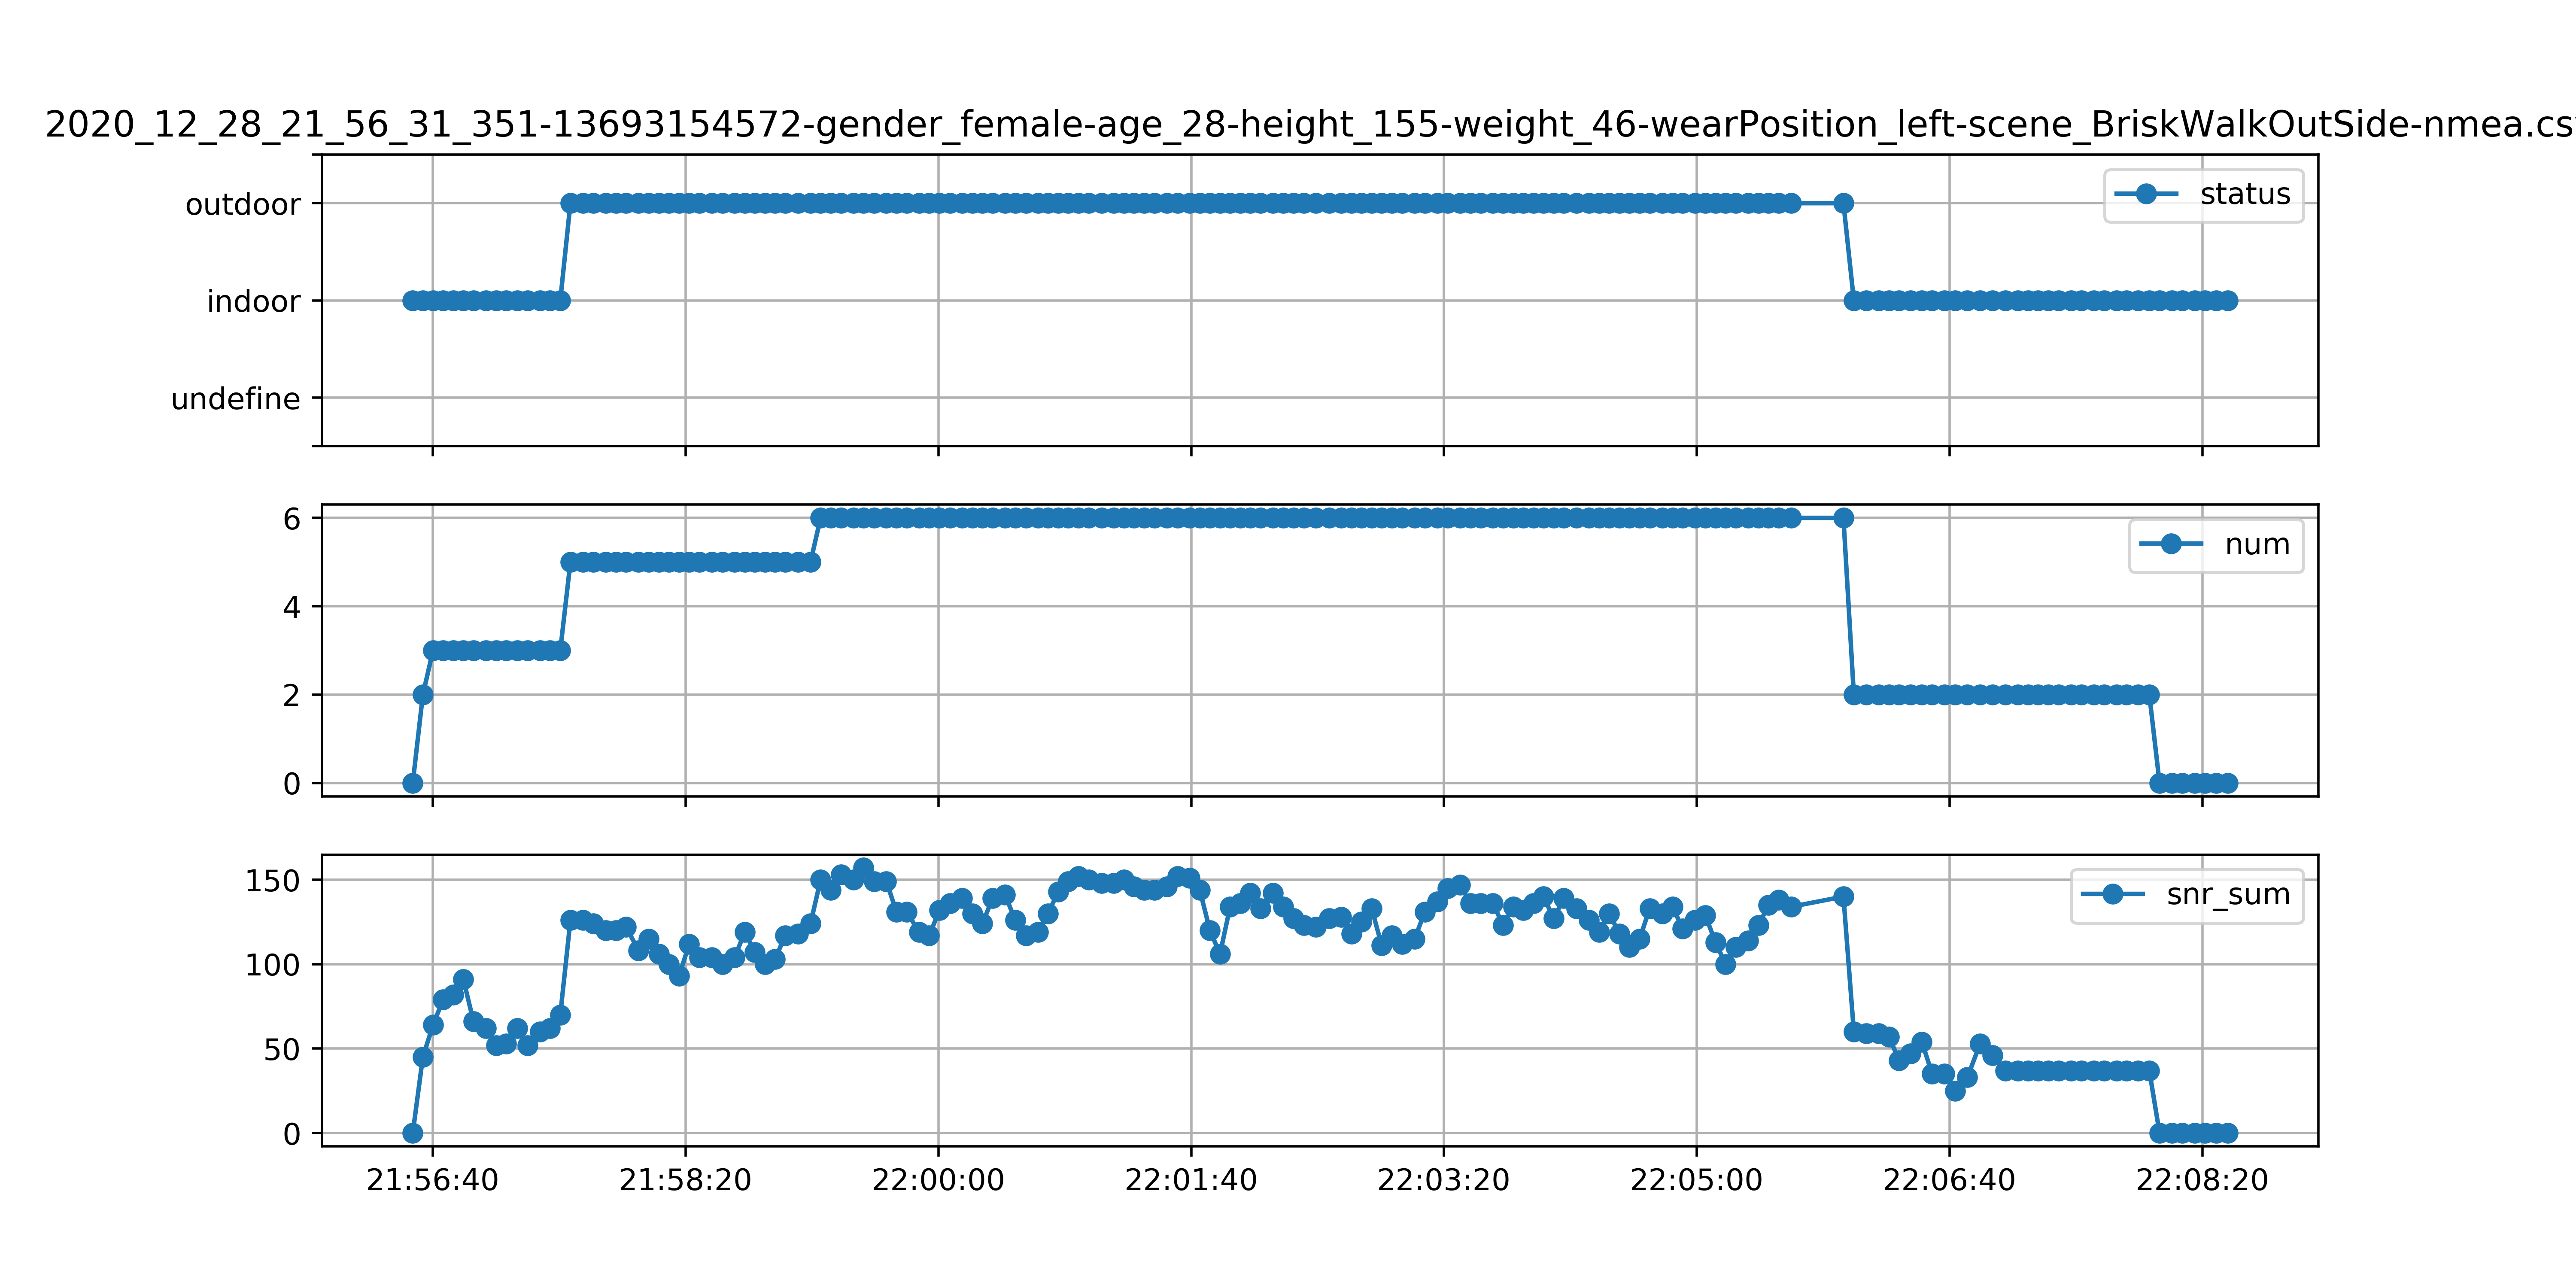 2020_12_28_21_56_31_351-13693154572-gender_female-age_28-height_155-weight_46-wearPosition_left-scene_BriskWalkOutSide-nmea.cs
outdoor
status
indoor
undefine
6
num
4
2
0
150
snr_sum
100
50
0
21:56:40 21:58:20 22:00:00 22:01:40 22:03:20 22:05:00 22:06:40 22:08:20